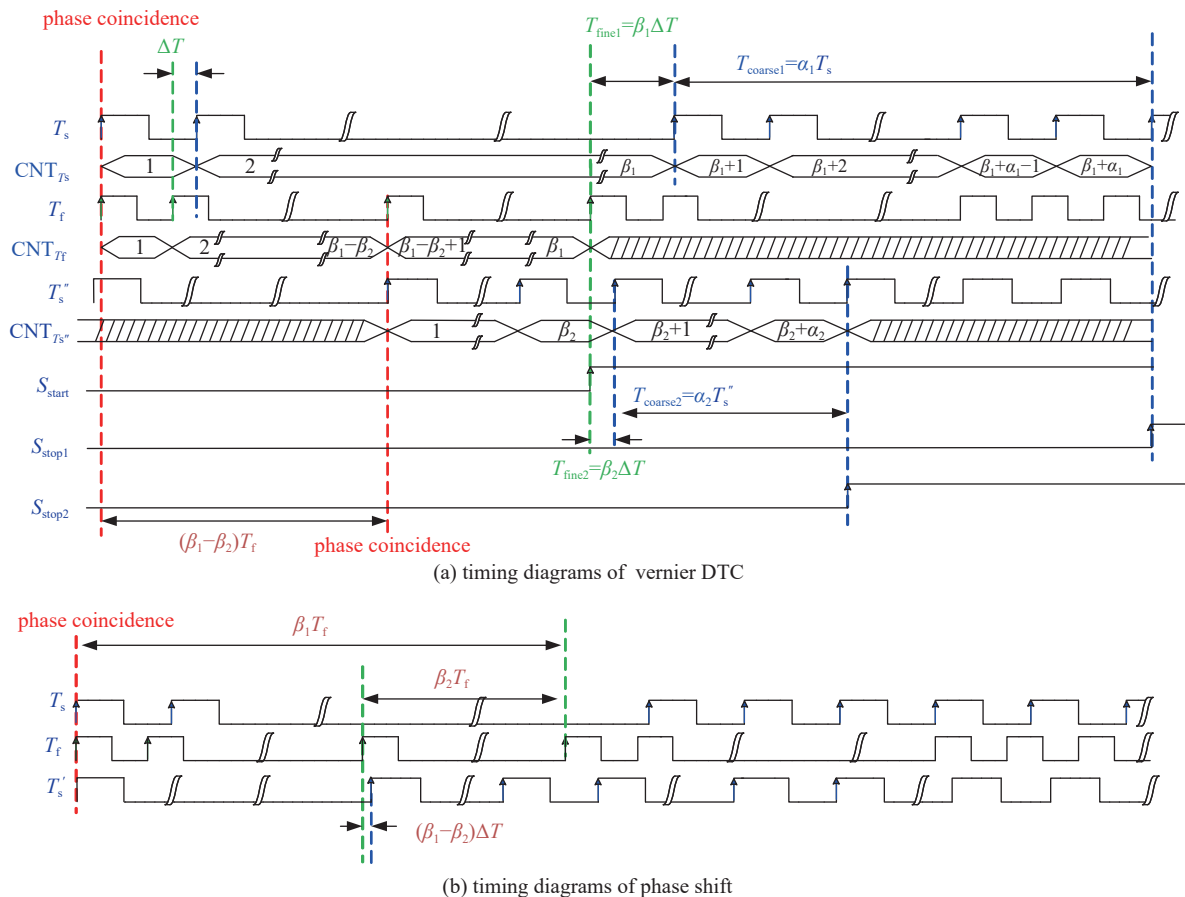 phase coincidence
T_fine1=β₁ΔT
ΔT
T_coarse1=α₁T_s
T_s
CNT_Ts 1 2 β₁ β₁+1 β₁+2 β₁+α₁−1 β₁+α₁
T_f
CNT_Tf 1 2 β₁−β₂ β₁−β₂+1 β₁
T_s″
CNT_Ts″ 1 β₂ β₂+1 β₂+α₂
S_start
T_coarse2=α₂T_s″
S_stop1
T_fine2=β₂ΔT
S_stop2
(β₁−β₂)T_f
phase coincidence
(a) timing diagrams of vernier DTC
phase coincidence
β₁T_f
β₂T_f
T_s
T_f
T_s′
(β₁−β₂)ΔT
(b) timing diagrams of phase shift